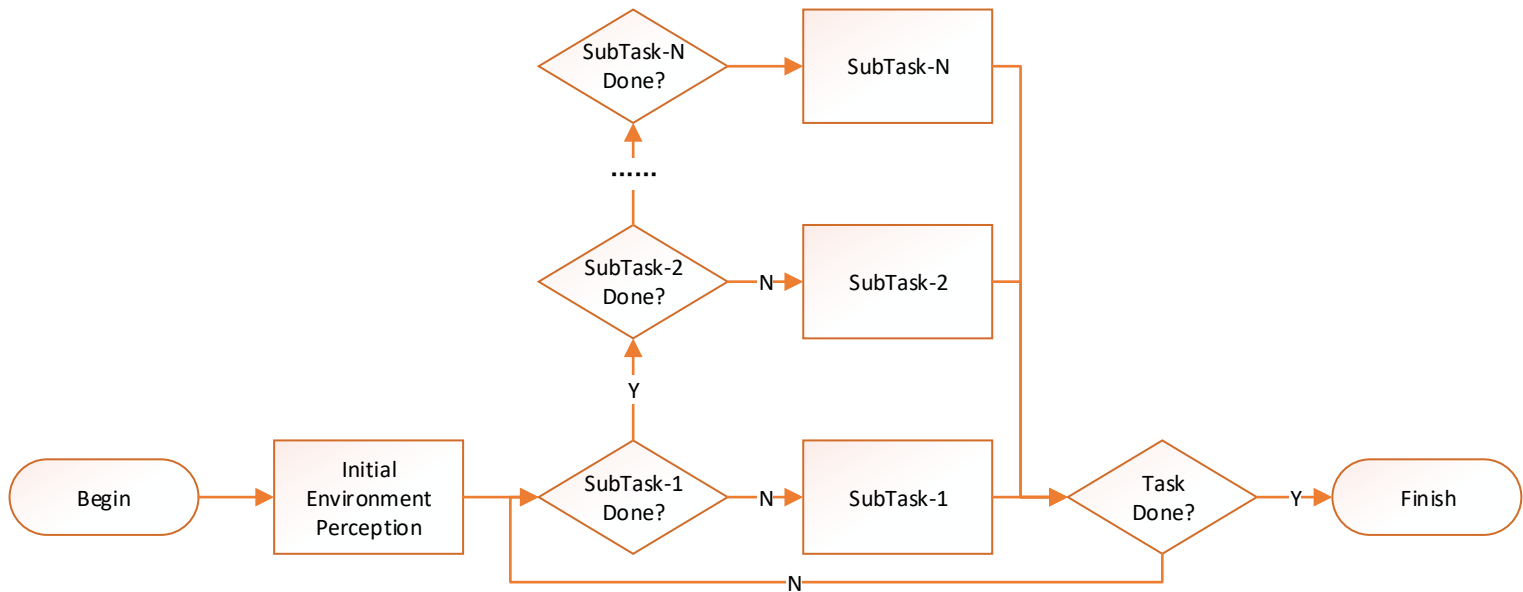 SubTask-N
Done?
SubTask-N
......
SubTask-2
Done?
N
SubTask-2
Y
Begin
Initial
Environment
Perception
SubTask-1
Done?
N
SubTask-1
Task
Done?
Y
Finish
N